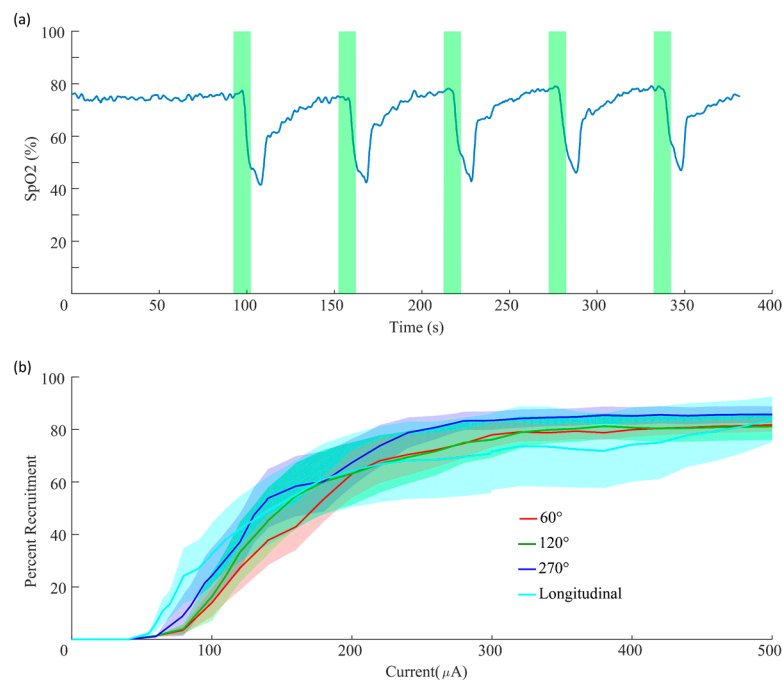 (a)
100
80
60
40
20
SpO2 (%)
0 50 100 150 200 250 300 350 400
Time (s)
(b)
100
80
60
40
20
Percent Recruitment
60°
120°
270°
Longitudinal
0 100 200 300 400 500
Current(μA)